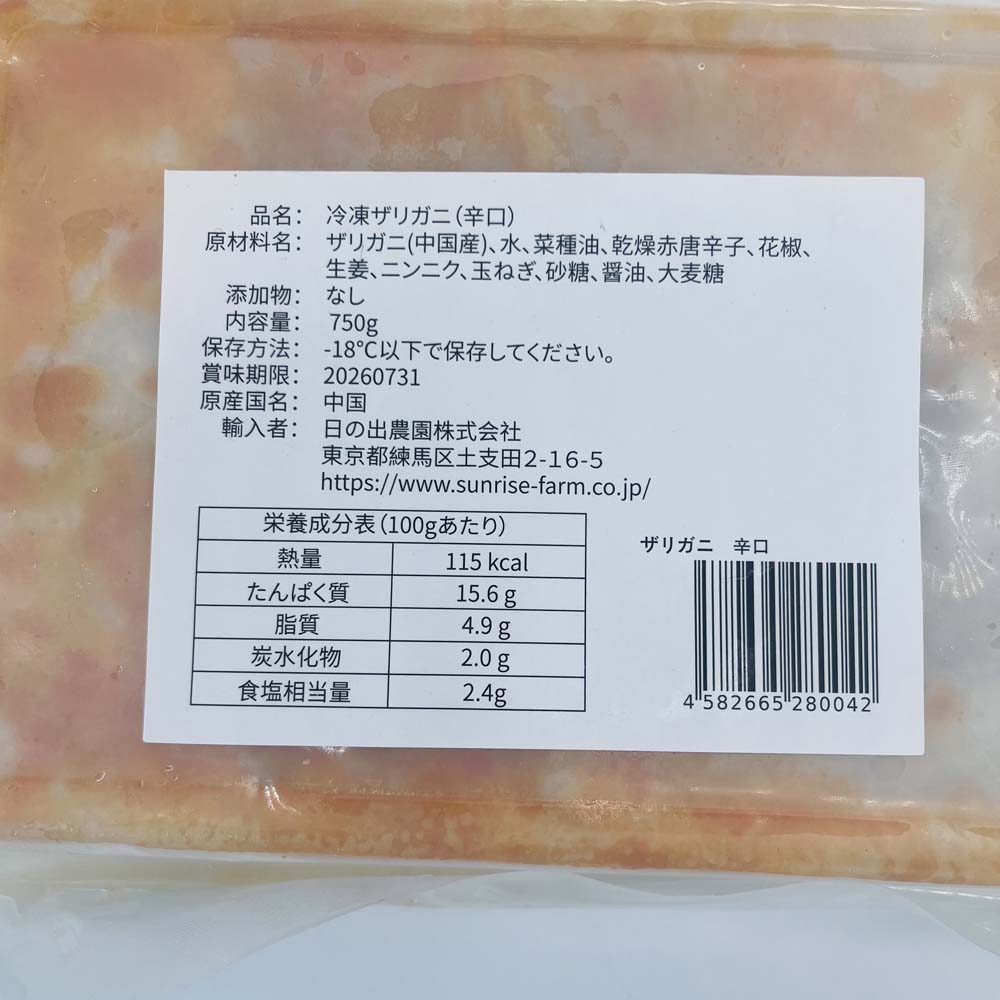 品名： 冷凍ザリガニ（辛口）
原材料名： ザリガニ(中国産)、水、菜種油、乾燥赤唐辛子、花椒、
生姜、ニンニク、玉ねぎ、砂糖、醤油、大麦糖
添加物： なし
内容量： 750g
保存方法： -18℃以下で保存してください。
賞味期限： 20260731
原産国名： 中国
輸入者： 日の出農園株式会社
東京都練馬区土支田２-１６-５
https://www.sunrise-farm.co.jp/
栄養成分表（100gあたり）
熱量 115 kcal
たんぱく質 15.6 g
脂質 4.9 g
炭水化物 2.0 g
食塩相当量 2.4g
ザリガニ 辛口
4 582665 280042